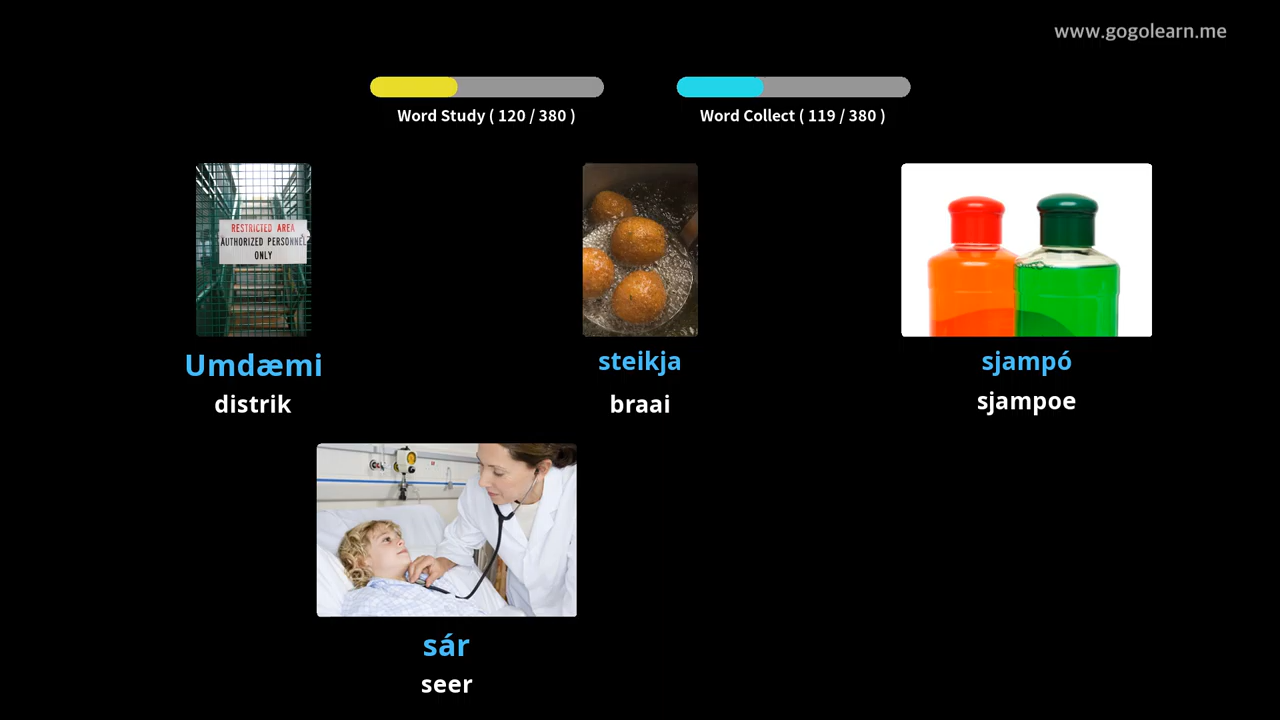 www.gogolearn.me
Word Study ( 120 / 380 )
Word Collect ( 119 / 380 )
RESTRICTED AREA
AUTHORIZED PERSONNEL
ONLY
Umdæmi
distrik
steikja
braai
sjampó
sjampoe
sár
seer